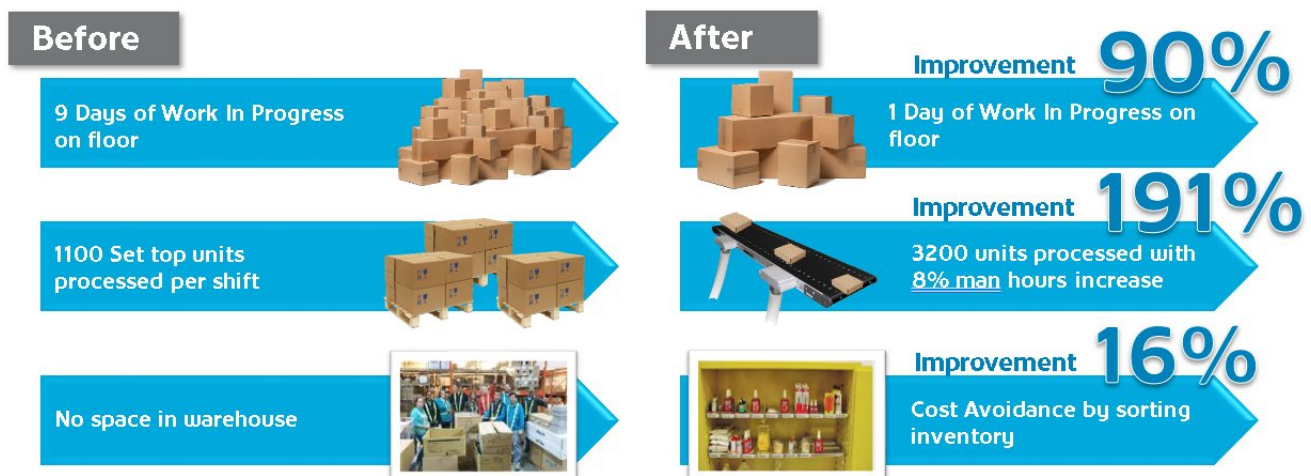 Before
9 Days of Work In Progress
on floor
1100 Set top units
processed per shift
No space in warehouse
After
Improvement 90%
1 Day of Work In Progress on
floor
Improvement 191%
3200 units processed with
8% man hours increase
Improvement 16%
Cost Avoidance by sorting
inventory